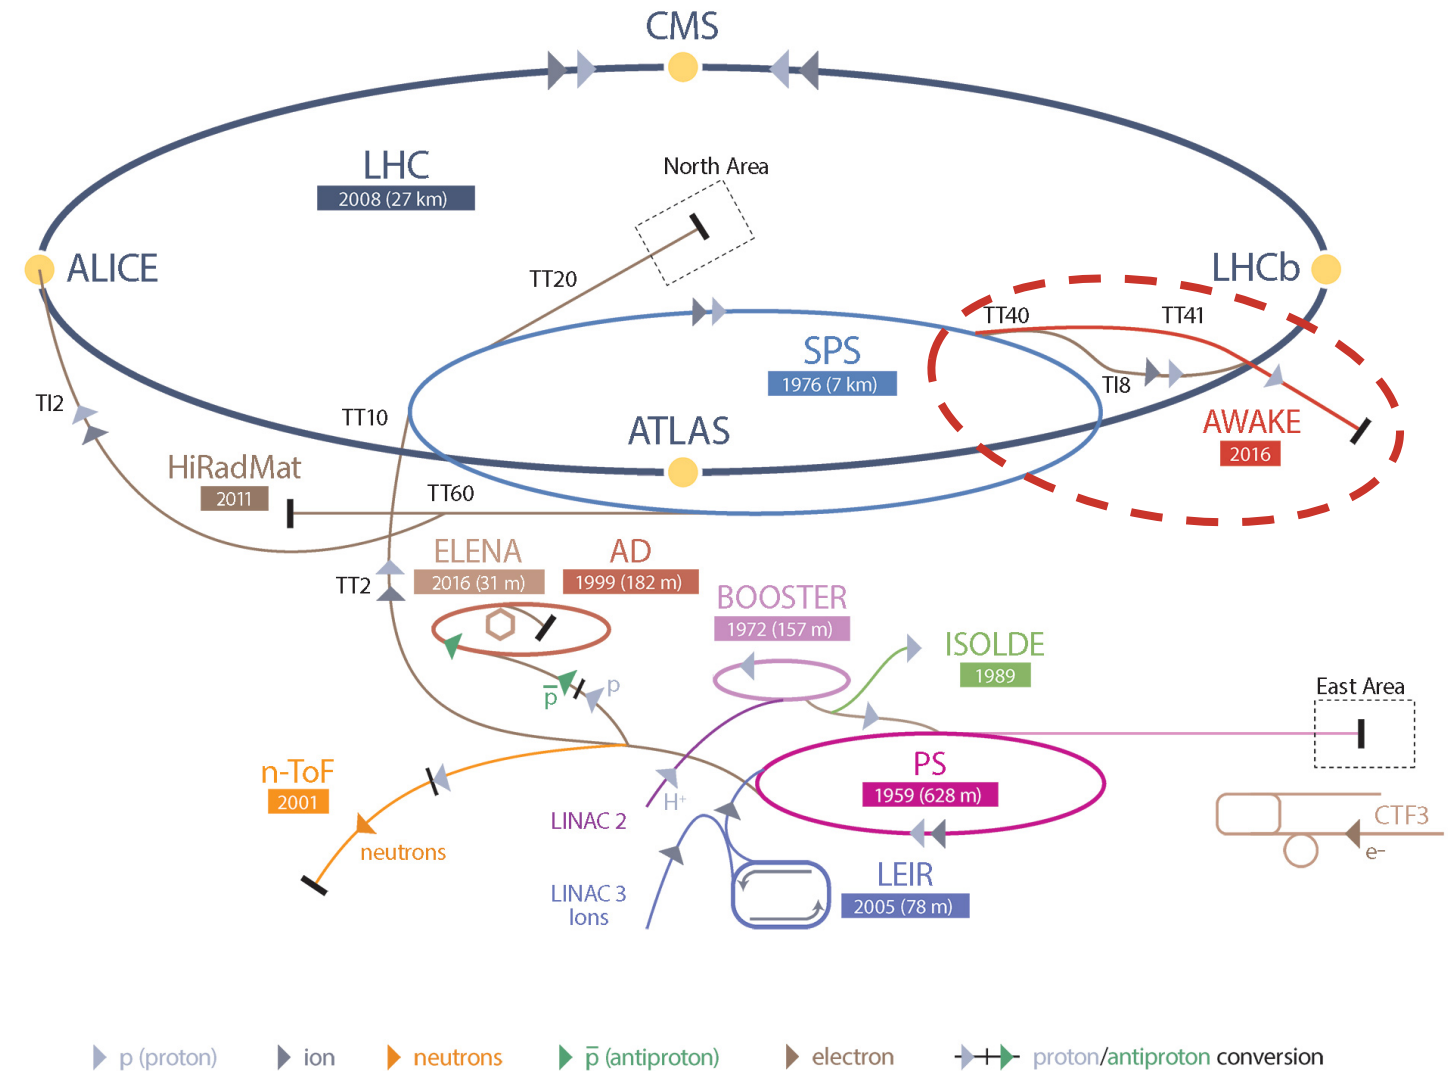 CMS
LHC
2008 (27 km)
North Area
ALICE
TT20
LHCb
TT40
TT41
SPS
1976 (7 km)
TI8
TI2
TT10
ATLAS
AWAKE
2016
HiRadMat
2011
TT60
ELENA
2016 (31 m)
AD
1999 (182 m)
TT2
BOOSTER
1972 (157 m)
ISOLDE
1989
p̅
p
East Area
n-ToF
2001
PS
1959 (628 m)
H⁺
LINAC 2
neutrons
CTF3
e⁻
LINAC 3
Ions
LEIR
2005 (78 m)
p (proton)
ion
neutrons
p̅ (antiproton)
electron
proton/antiproton conversion